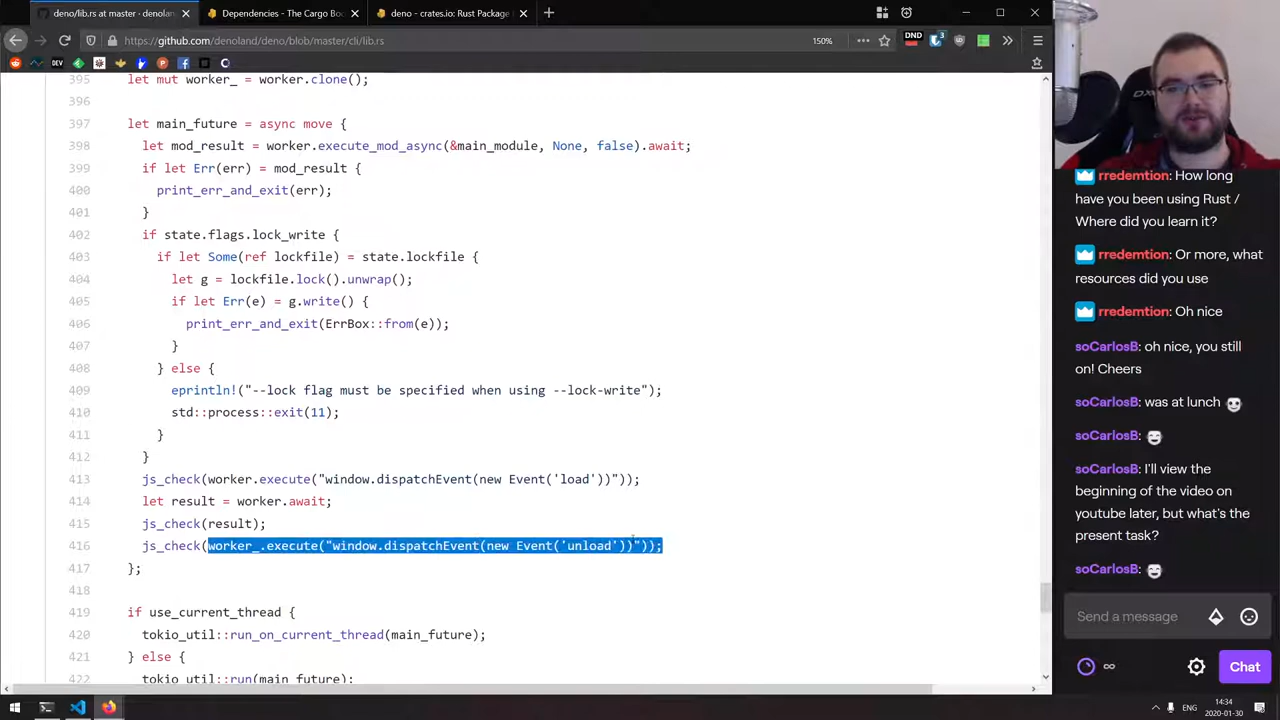 deno/lib.rs at master · denolan
Dependencies - The Cargo Boo
deno - crates.io: Rust Package
https://github.com/denoland/deno/blob/master/cli/lib.rs
150%
DND
3
DEV
395 let mut worker_ = worker.clone();
396
397 let main_future = async move {
398 let mod_result = worker.execute_mod_async(&main_module, None, false).await;
399 if let Err(err) = mod_result {
400 print_err_and_exit(err);
401 }
402 if state.flags.lock_write {
403 if let Some(ref lockfile) = state.lockfile {
404 let g = lockfile.lock().unwrap();
405 if let Err(e) = g.write() {
406 print_err_and_exit(ErrBox::from(e));
407 }
408 } else {
409 eprintln!("--lock flag must be specified when using --lock-write");
410 std::process::exit(11);
411 }
412 }
413 js_check(worker.execute("window.dispatchEvent(new Event('load'))"));
414 let result = worker.await;
415 js_check(result);
416 js_check(worker_.execute("window.dispatchEvent(new Event('unload'))"));
417 };
418
419 if use_current_thread {
420 tokio_util::run_on_current_thread(main_future);
421 } else {
422 tokio_util::run(main_future);
rredemtion: How long
have you been using Rust /
Where did you learn it?
rredemtion: Or more, what
resources did you use
rredemtion: Oh nice
soCarlosB: oh nice, you still
on! Cheers
soCarlosB: was at lunch
soCarlosB:
soCarlosB: I'll view the
beginning of the video on
youtube later, but what's the
present task?
soCarlosB:
Send a message
Chat
ENG
14:34
2020-01-30